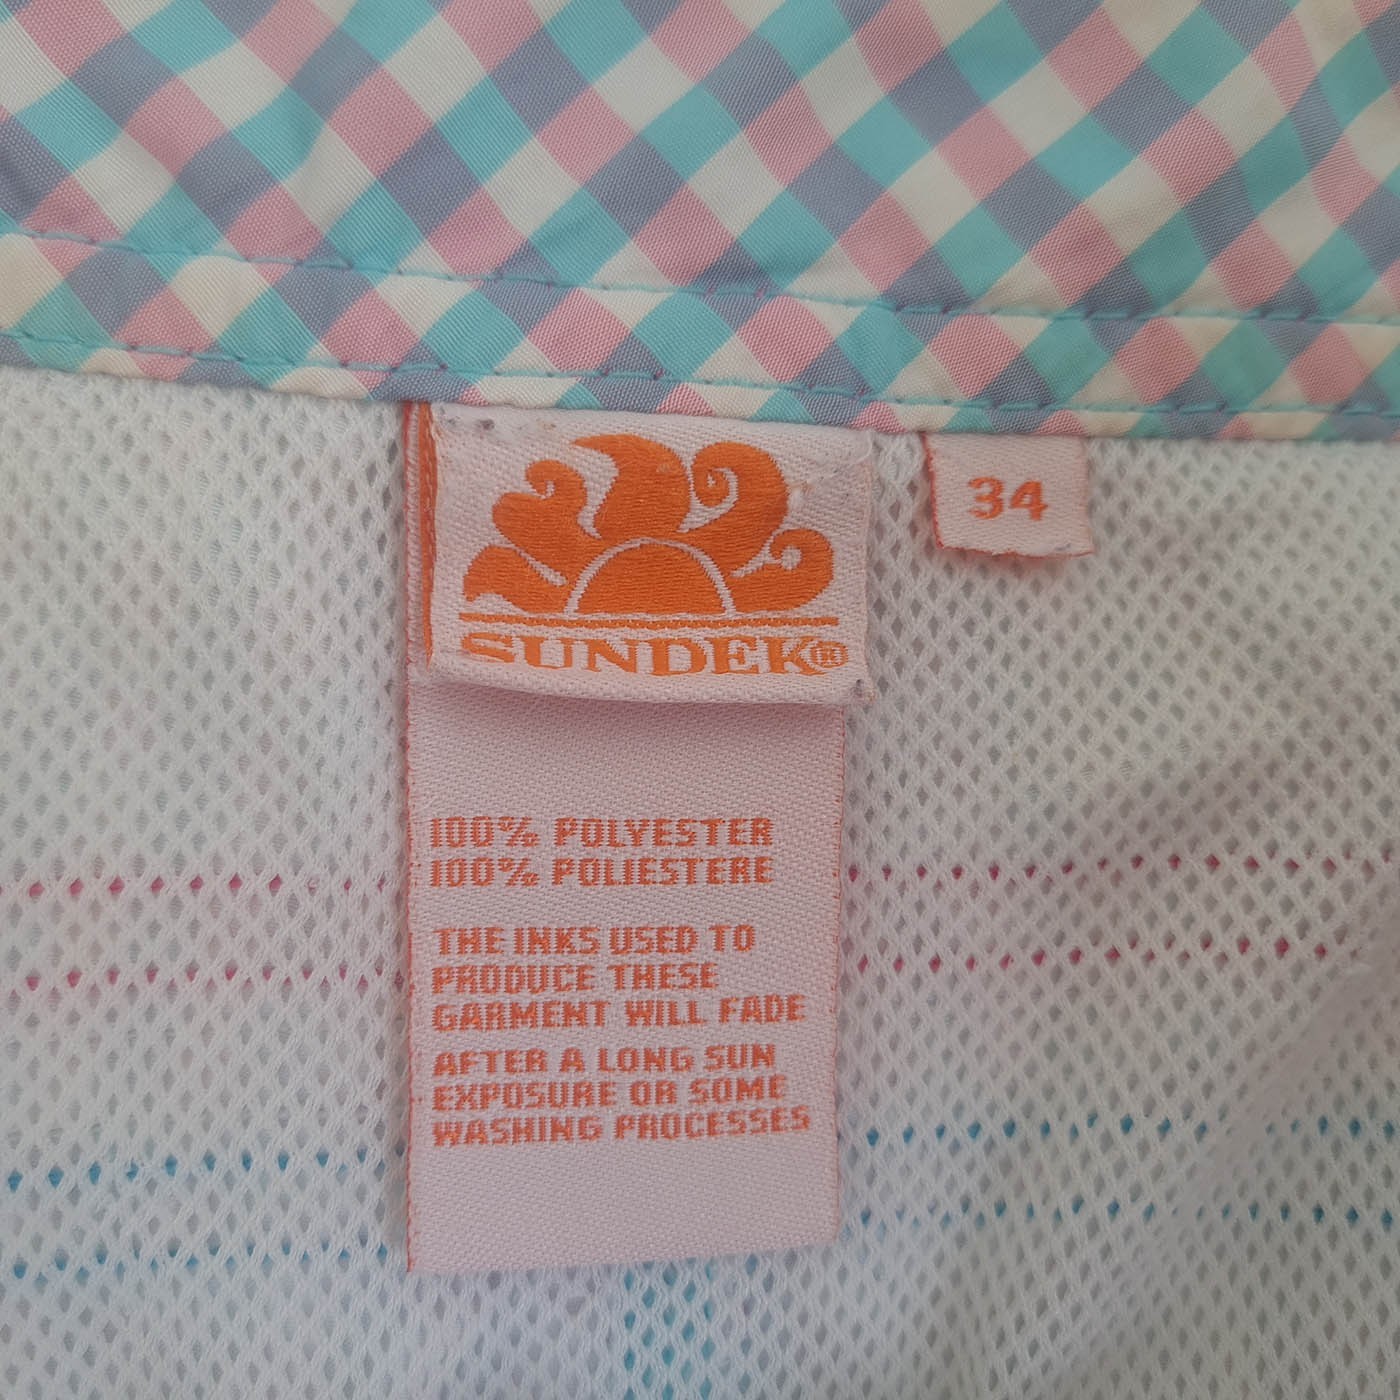 SUNDEK®
34
100% POLYESTER
100% POLIESTERE
THE INKS USED TO
PRODUCE THESE
GARMENT WILL FADE
AFTER A LONG SUN
EXPOSURE OR SOME
WASHING PROCESSES